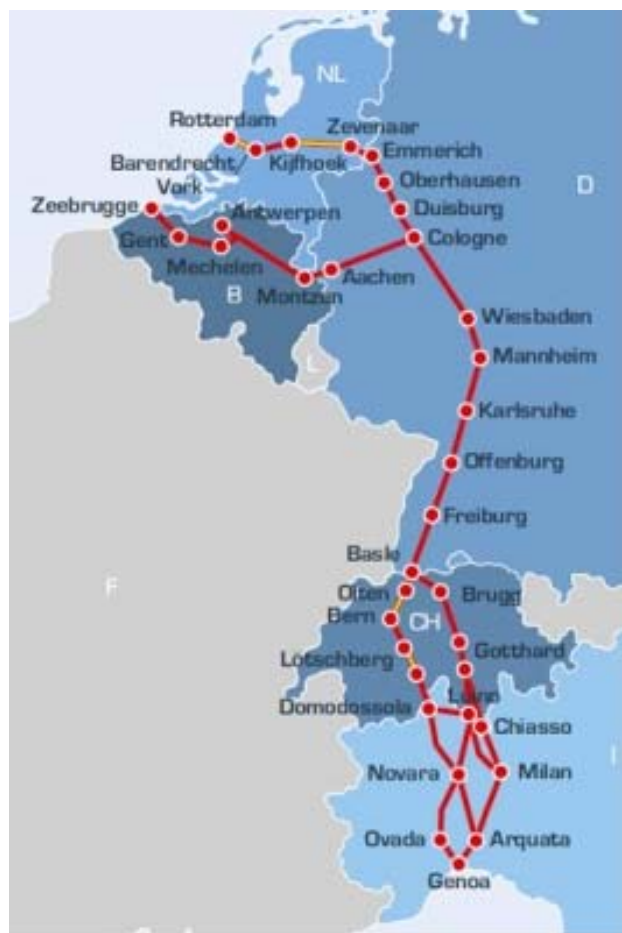 NL
Rotterdam
Zevenaar
Barendrecht/
Kijfhoek
Emmerich
Vork
Oberhausen
D
Zeebrugge
Antwerpen
Duisburg
Gent
Cologne
Mechelen
Aachen
B
Montzen
Wiesbaden
L
Mannheim
Karlsruhe
Offenburg
Freiburg
Basle
F
Olten
Brugg
Bern
CH
Gotthard
Lötschberg
Luino
Domodossola
Chiasso
I
Novara
Milan
Ovada
Arquata
Genoa